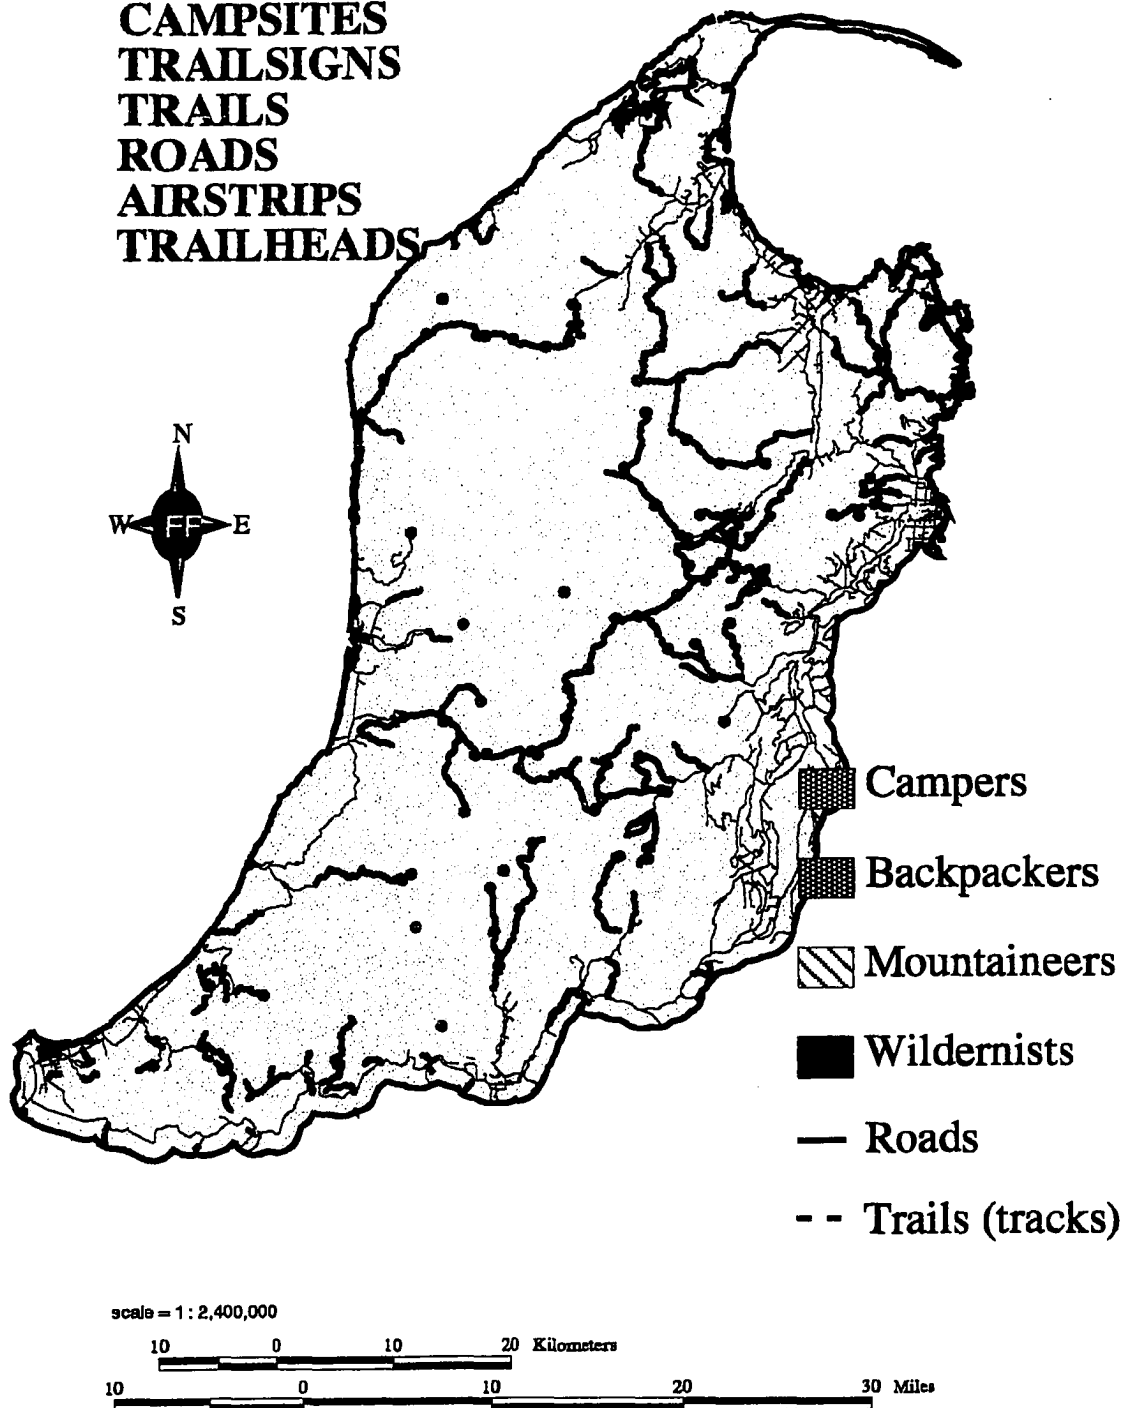 CAMPSITES
TRAILSIGNS
TRAILS
ROADS
AIRSTRIPS
TRAILHEADS
N
W FF E
S
Campers
Backpackers
Mountaineers
Wildernists
Roads
Trails (tracks)
scale = 1 : 2,400,000
10 0 10 20 Kilometers
10 0 10 20 30 Miles